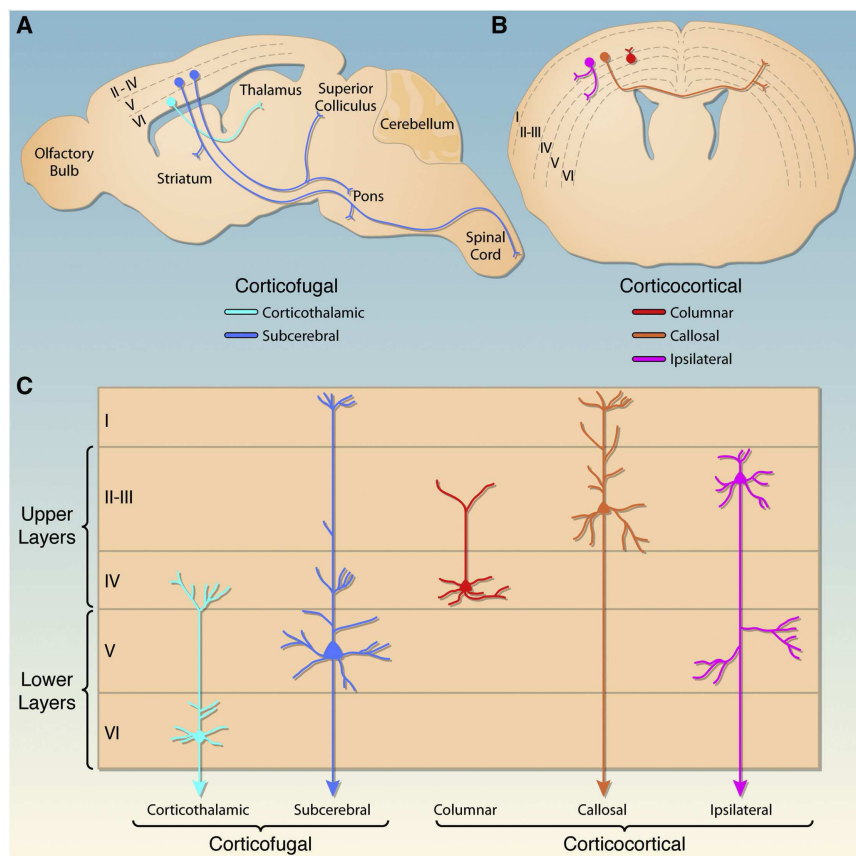 A
B
II-IV
V
VI
Thalamus
Superior
Colliculus
Cerebellum
Olfactory
Bulb
Striatum
Pons
Spinal
Cord
I
II-III
IV
V
VI
Corticofugal
Corticothalamic
Subcerebral
Corticocortical
Columnar
Callosal
Ipsilateral
C
I
II-III
IV
V
VI
Upper
Layers
Lower
Layers
Corticothalamic Subcerebral Columnar Callosal Ipsilateral
Corticofugal Corticocortical